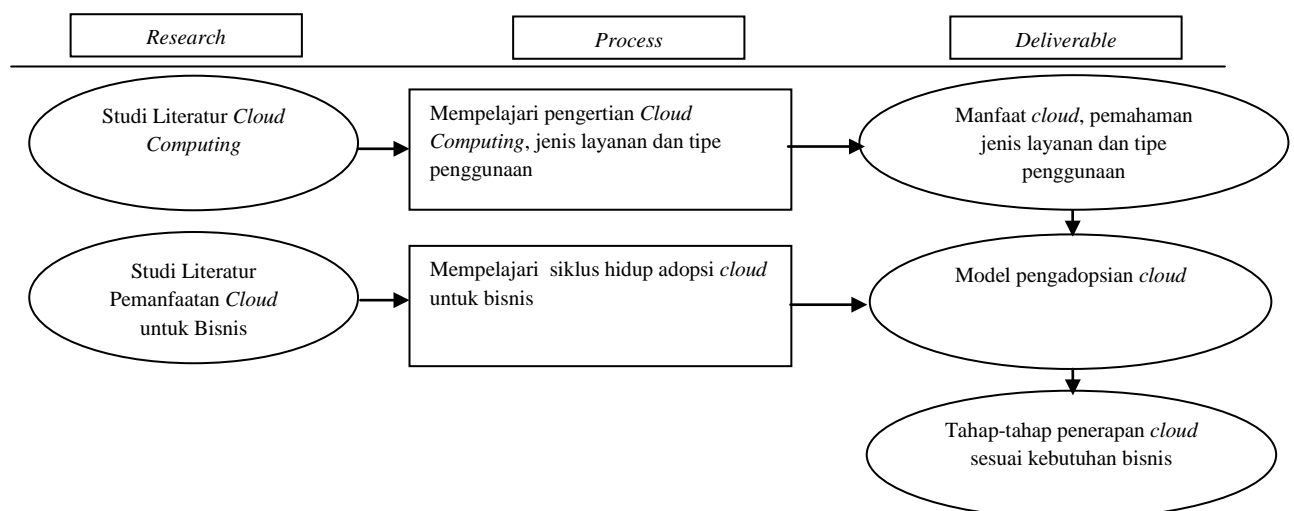 Research
Process
Deliverable
Studi Literatur Cloud
Computing
Mempelajari pengertian Cloud
Computing, jenis layanan dan tipe
penggunaan
Manfaat cloud, pemahaman
jenis layanan dan tipe
penggunaan
Studi Literatur
Pemanfaatan Cloud
untuk Bisnis
Mempelajari siklus hidup adopsi cloud
untuk bisnis
Model pengadopsian cloud
Tahap-tahap penerapan cloud
sesuai kebutuhan bisnis